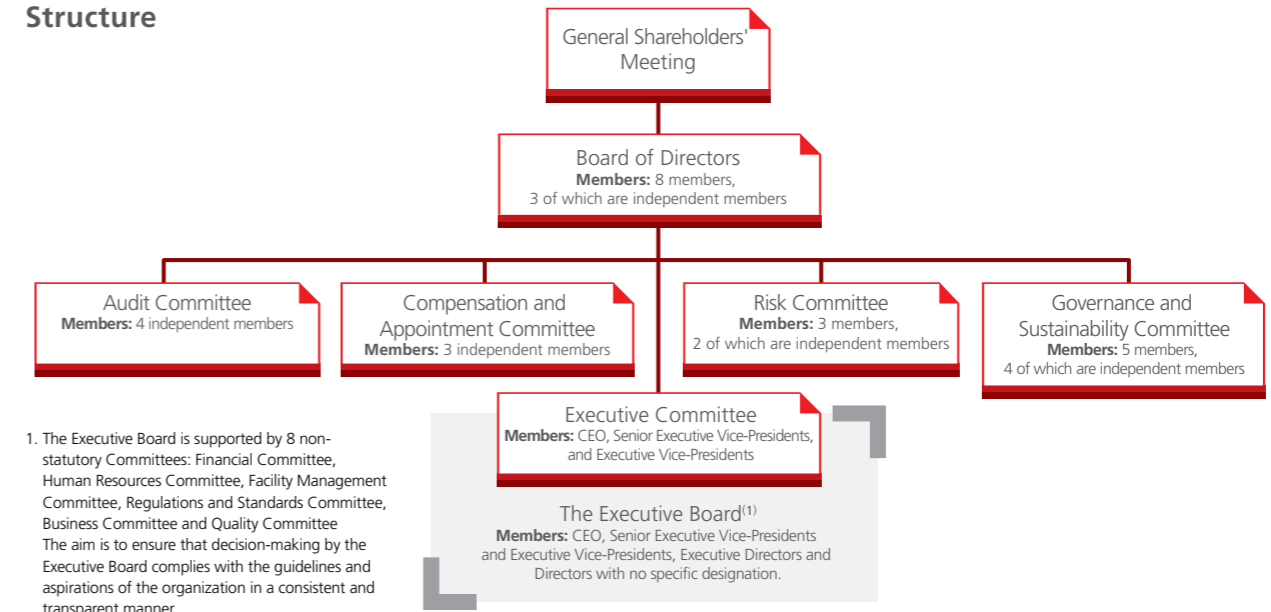 Structure
General Shareholders'
Meeting
Board of Directors
Members: 8 members,
3 of which are independent members
Audit Committee
Members: 4 independent members
Compensation and
Appointment Committee
Members: 3 independent members
Risk Committee
Members: 3 members,
2 of which are independent members
Governance and
Sustainability Committee
Members: 5 members,
4 of which are independent members
Executive Committee
Members: CEO, Senior Executive Vice-Presidents,
and Executive Vice-Presidents
The Executive Board(1)
Members: CEO, Senior Executive Vice-Presidents
and Executive Vice-Presidents, Executive Directors and
Directors with no specific designation.
1. The Executive Board is supported by 8 non-
statutory Committees: Financial Committee,
Human Resources Committee, Facility Management
Committee, Regulations and Standards Committee,
Business Committee and Quality Committee
The aim is to ensure that decision-making by the
Executive Board complies with the guidelines and
aspirations of the organization in a consistent and
transparent manner